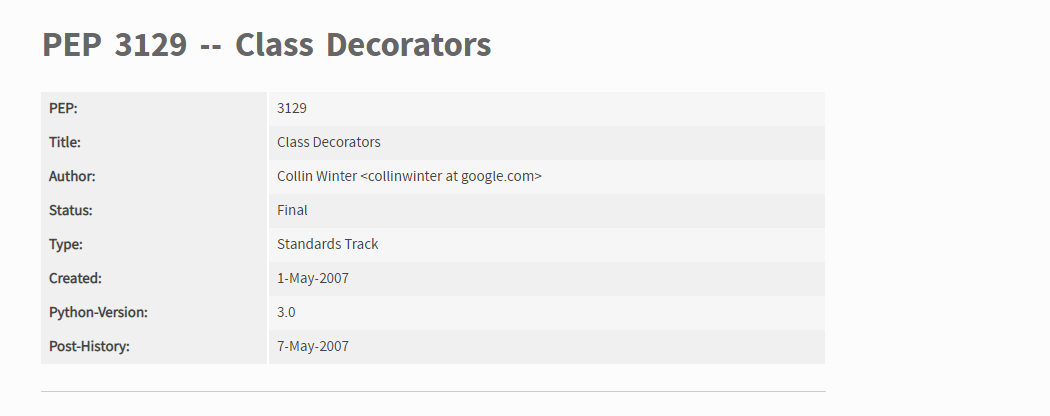 PEP 3129 -- Class Decorators
PEP: 3129
Title: Class Decorators
Author: Collin Winter <collinwinter at google.com>
Status: Final
Type: Standards Track
Created: 1-May-2007
Python-Version: 3.0
Post-History: 7-May-2007